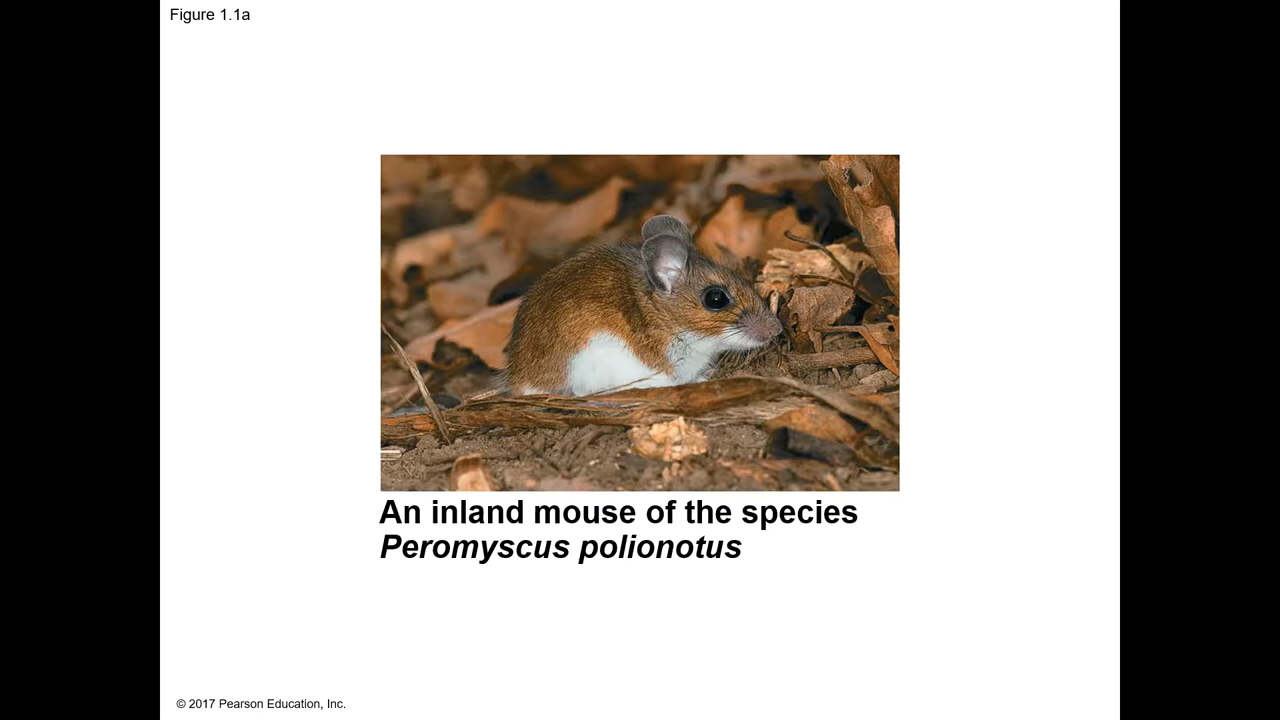 Figure 1.1a
An inland mouse of the species
Peromyscus polionotus
© 2017 Pearson Education, Inc.